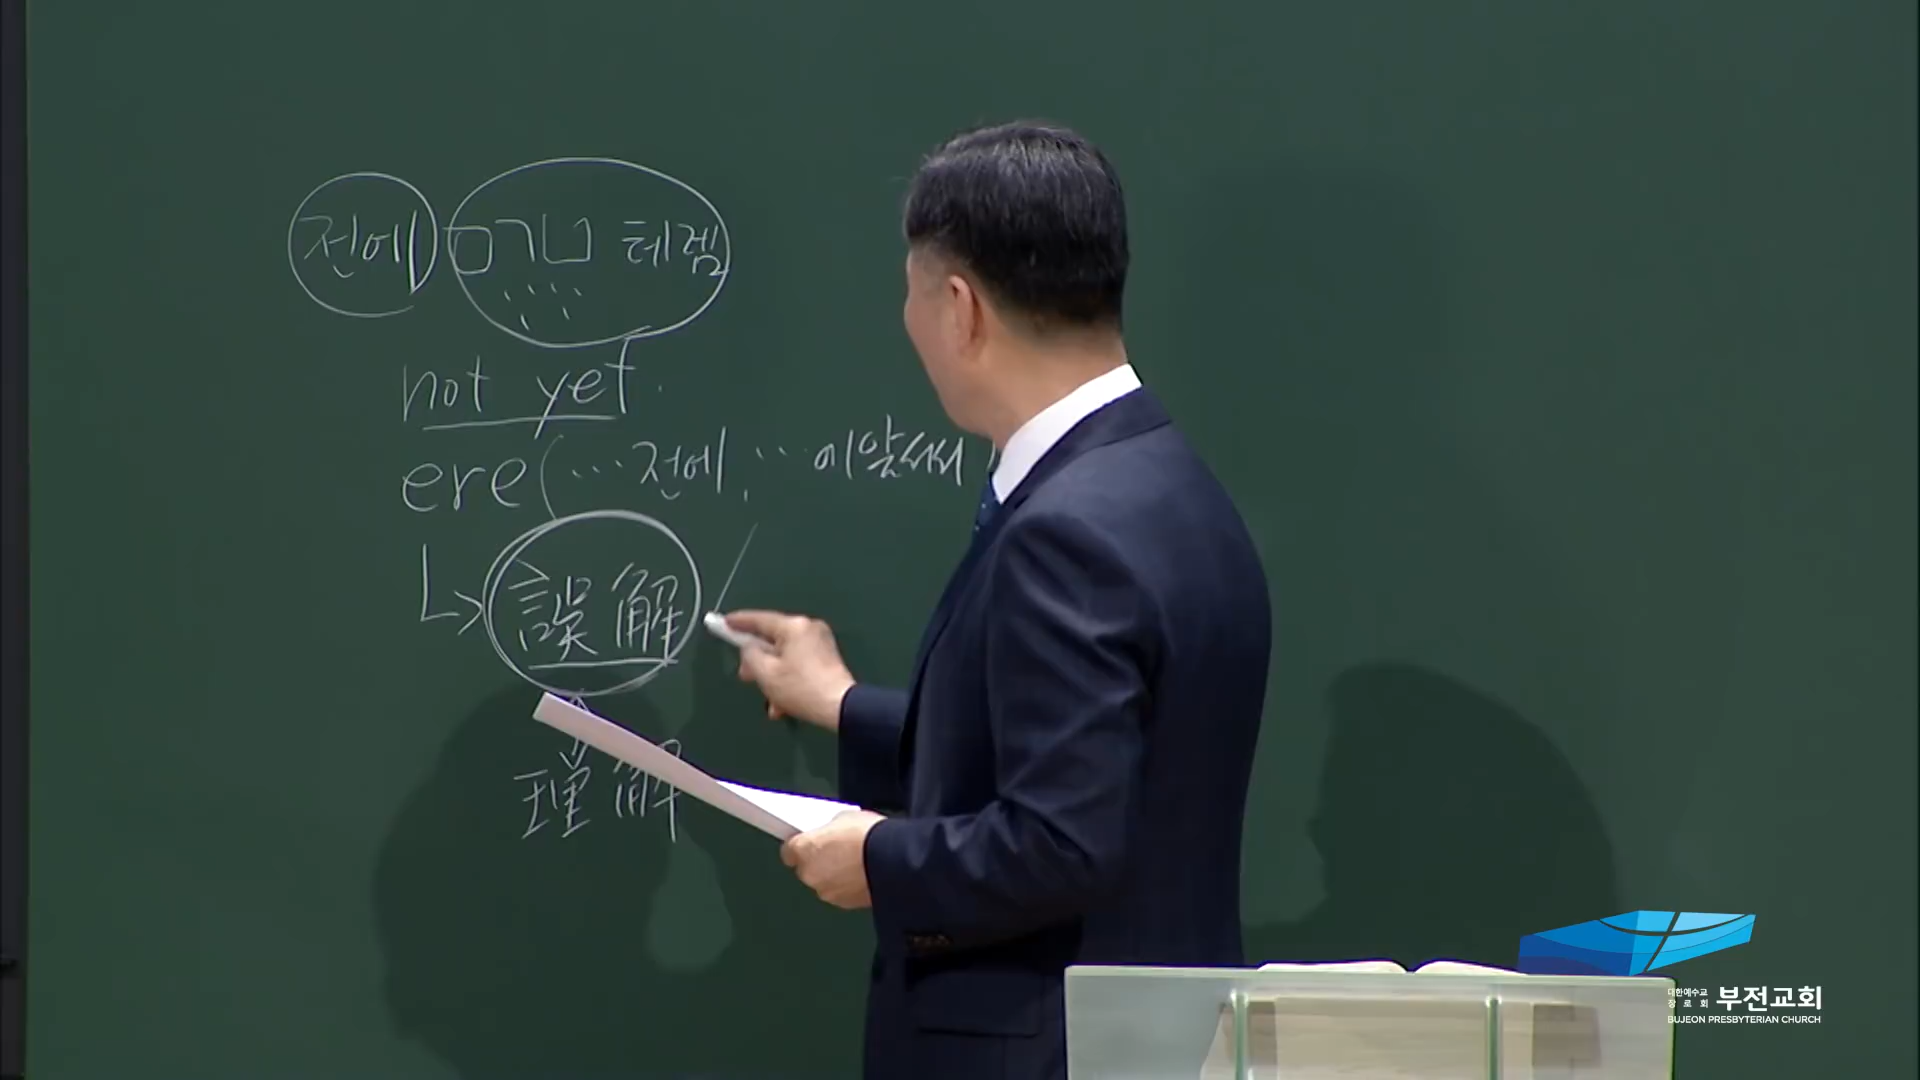 전에 테렘
not yet.
ere(…전에, … 이 앞서서)
↳ 誤解
理解
대한예수교
장로회 부전교회
BUJEON PRESBYTERIAN CHURCH